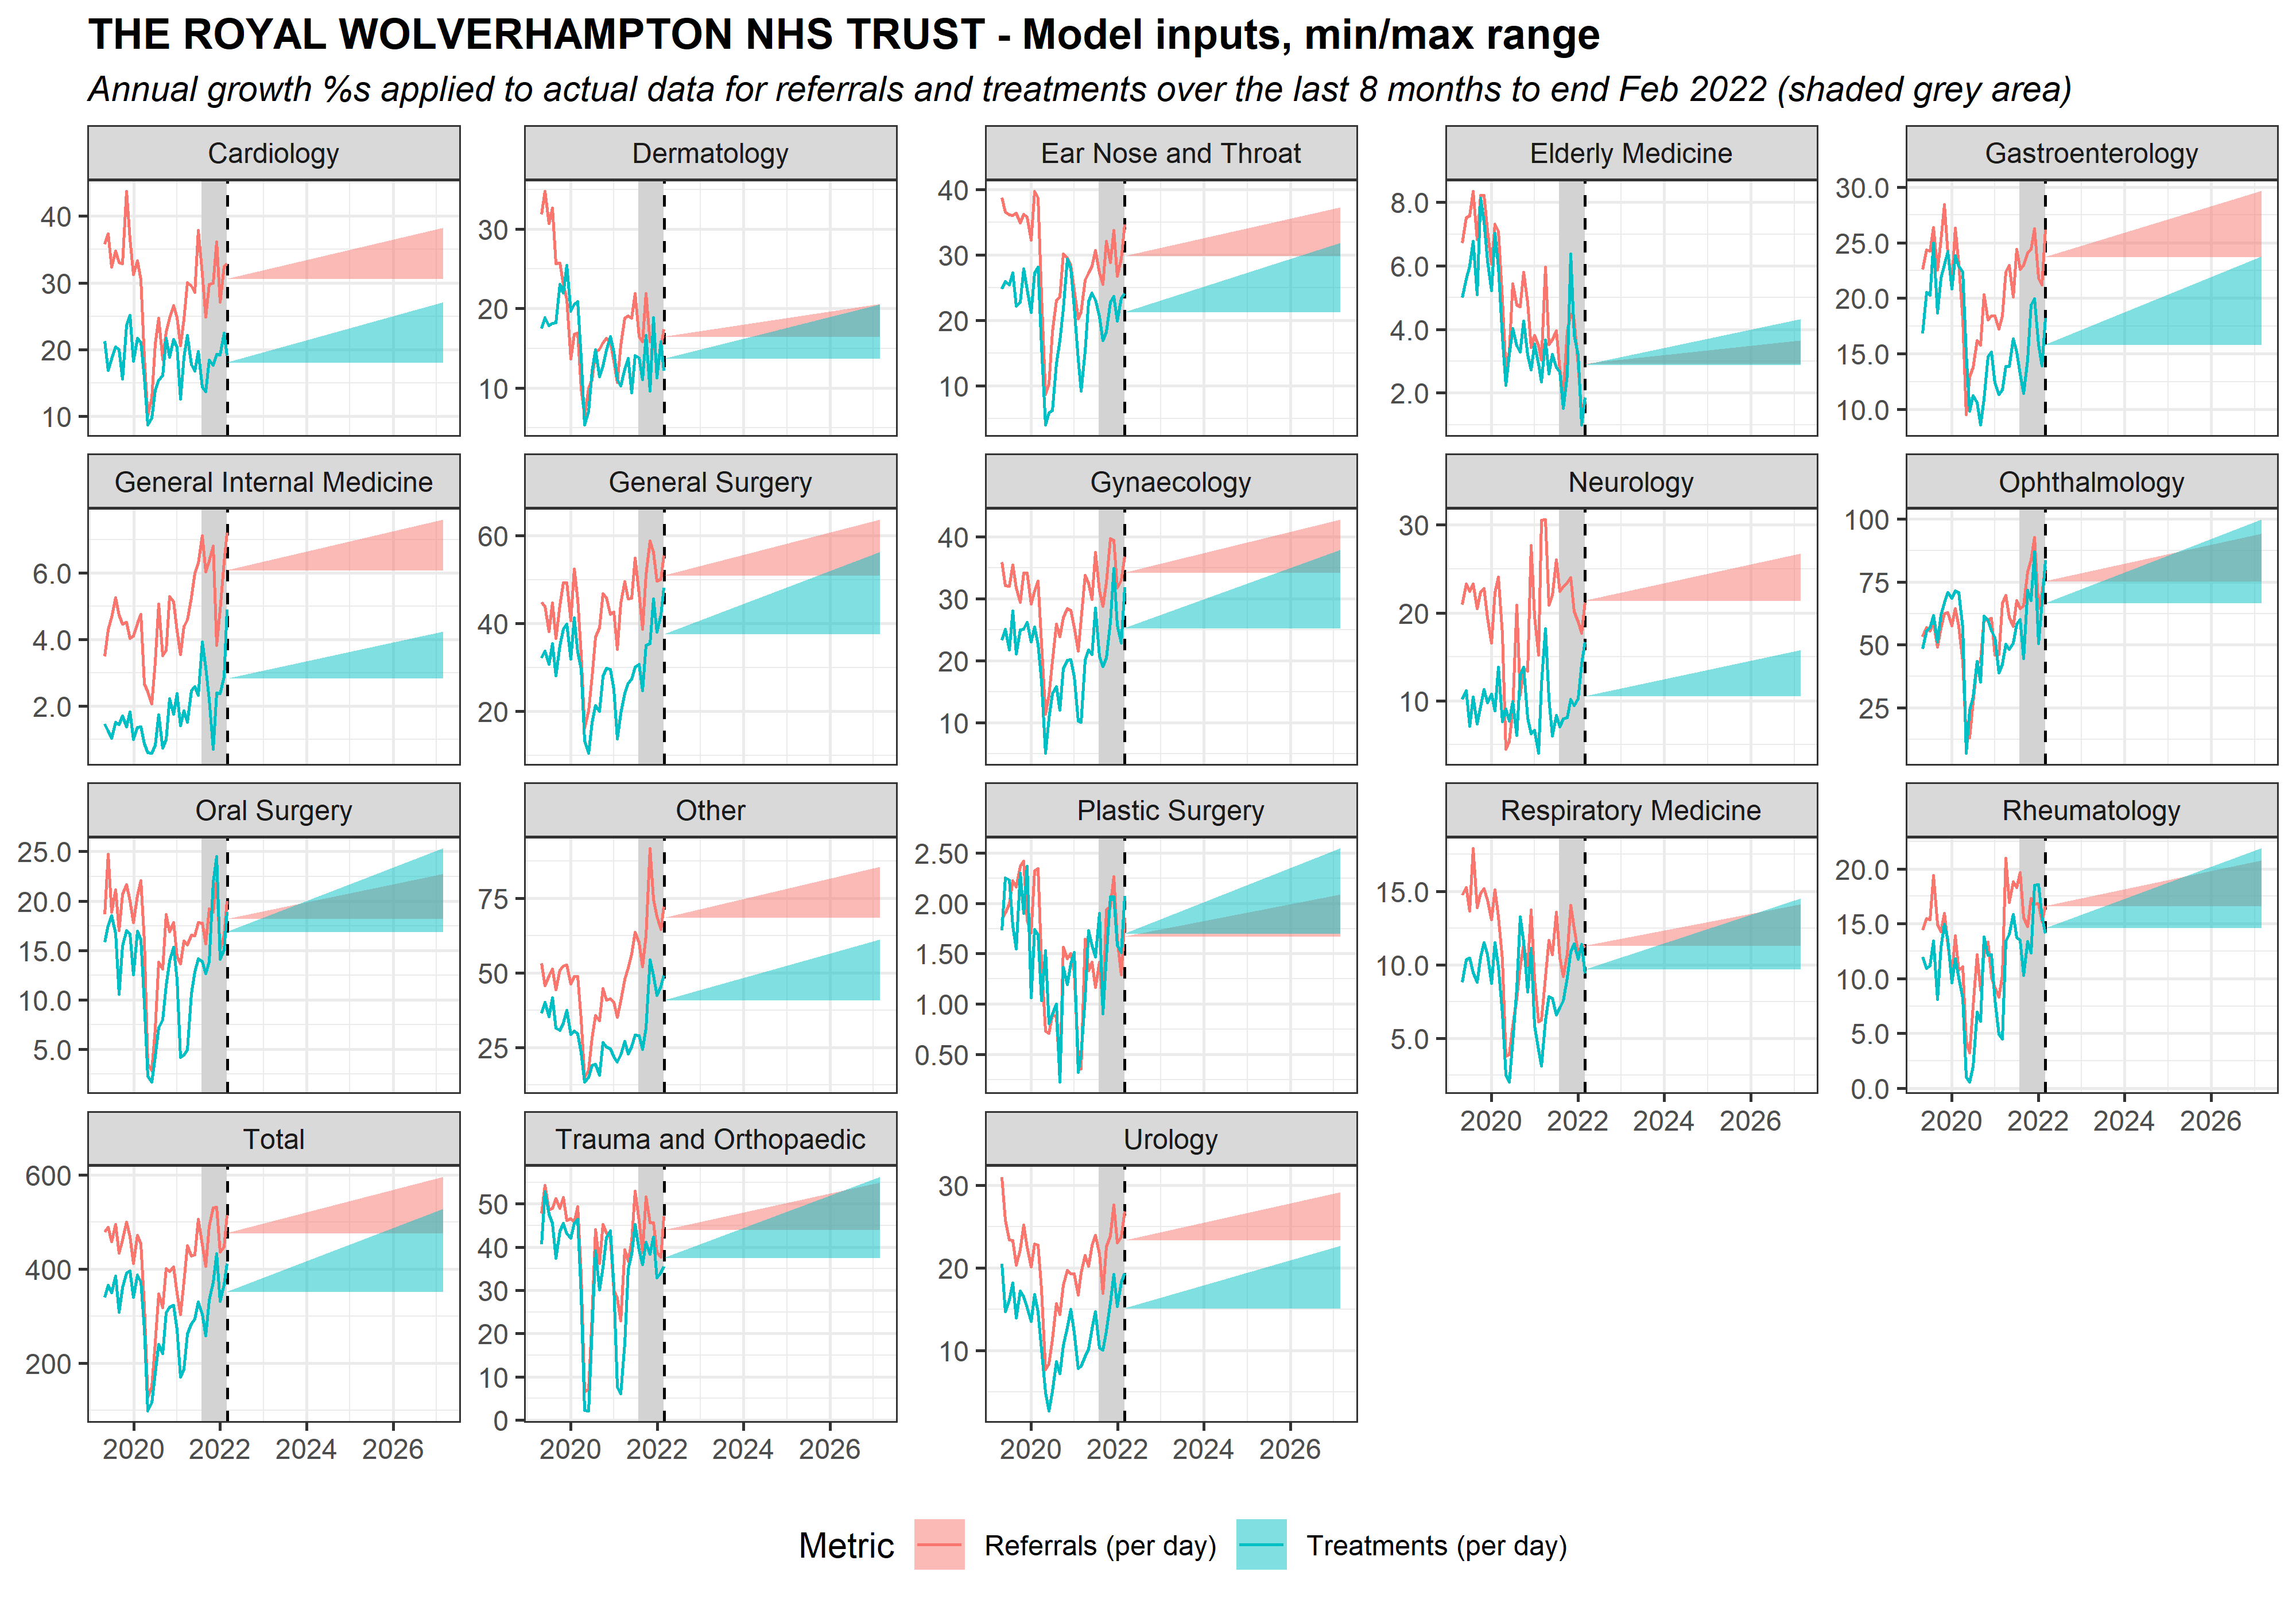 THE ROYAL WOLVERHAMPTON NHS TRUST - Model inputs, min/max range
Annual growth %s applied to actual data for referrals and treatments over the last 8 months to end Feb 2022 (shaded grey area)
Cardiology
40
30
20
10
Dermatology
30
20
10
Ear Nose and Throat
40
30
20
10
Elderly Medicine
8.0
6.0
4.0
2.0
Gastroenterology
30.0
25.0
20.0
15.0
10.0
General Internal Medicine
6.0
4.0
2.0
General Surgery
60
40
20
Gynaecology
40
30
20
10
Neurology
30
20
10
Ophthalmology
100
75
50
25
Oral Surgery
25.0
20.0
15.0
10.0
5.0
Other
75
50
25
Plastic Surgery
2.50
2.00
1.50
1.00
0.50
Respiratory Medicine
15.0
10.0
5.0
2020 2022 2024 2026
Rheumatology
20.0
15.0
10.0
5.0
0.0
2020 2022 2024 2026
Total
600
400
200
2020 2022 2024 2026
Trauma and Orthopaedic
50
40
30
20
10
0
2020 2022 2024 2026
Urology
30
20
10
2020 2022 2024 2026
Metric Referrals (per day) Treatments (per day)